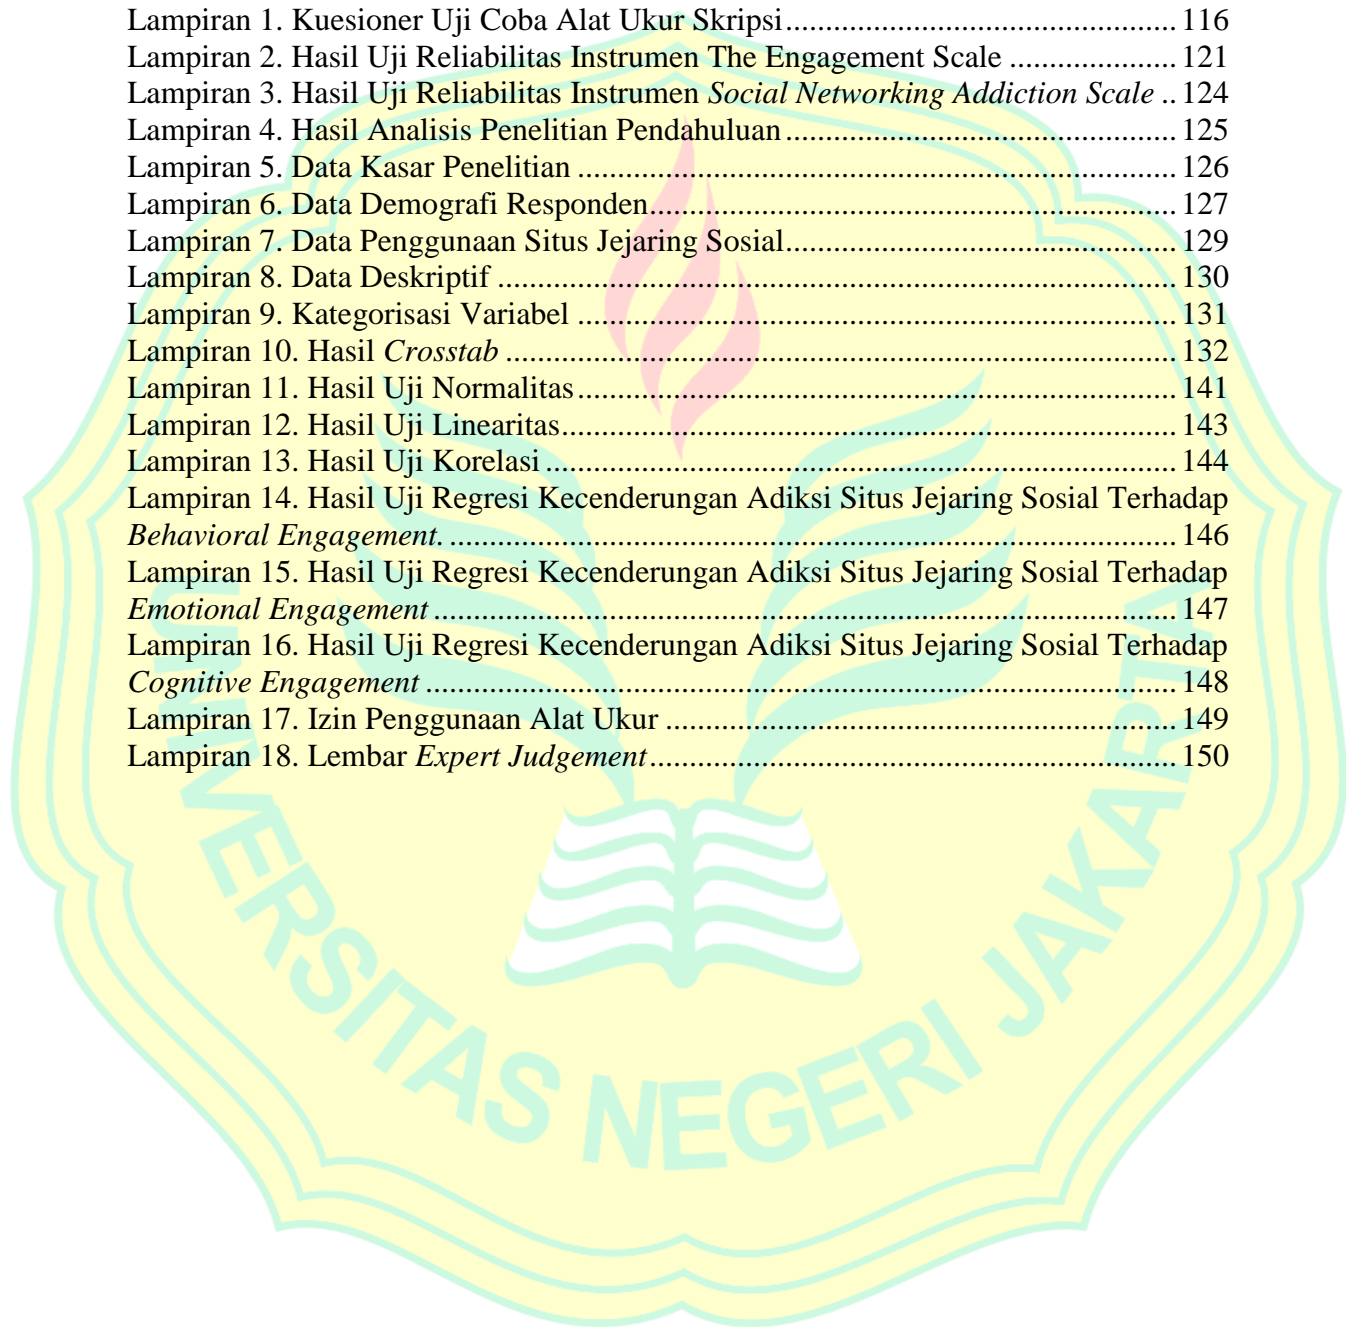 Lampiran 1. Kuesioner Uji Coba Alat Ukur Skripsi................................................ 116
Lampiran 2. Hasil Uji Reliabilitas Instrumen The Engagement Scale .................... 121
Lampiran 3. Hasil Uji Reliabilitas Instrumen Social Networking Addiction Scale .. 124
Lampiran 4. Hasil Analisis Penelitian Pendahuluan................................................ 125
Lampiran 5. Data Kasar Penelitian .......................................................................... 126
Lampiran 6. Data Demografi Responden................................................................. 127
Lampiran 7. Data Penggunaan Situs Jejaring Sosial................................................ 129
Lampiran 8. Data Deskriptif .................................................................................... 130
Lampiran 9. Kategorisasi Variabel .......................................................................... 131
Lampiran 10. Hasil Crosstab ................................................................................... 132
Lampiran 11. Hasil Uji Normalitas.......................................................................... 141
Lampiran 12. Hasil Uji Linearitas............................................................................ 143
Lampiran 13. Hasil Uji Korelasi .............................................................................. 144
Lampiran 14. Hasil Uji Regresi Kecenderungan Adiksi Situs Jejaring Sosial Terhadap
Behavioral Engagement. .......................................................................................... 146
Lampiran 15. Hasil Uji Regresi Kecenderungan Adiksi Situs Jejaring Sosial Terhadap
Emotional Engagement ............................................................................................ 147
Lampiran 16. Hasil Uji Regresi Kecenderungan Adiksi Situs Jejaring Sosial Terhadap
Cognitive Engagement ............................................................................................. 148
Lampiran 17. Izin Penggunaan Alat Ukur ............................................................... 149
Lampiran 18. Lembar Expert Judgement................................................................. 150
UNIVERSITAS NEGERI JAKARTA